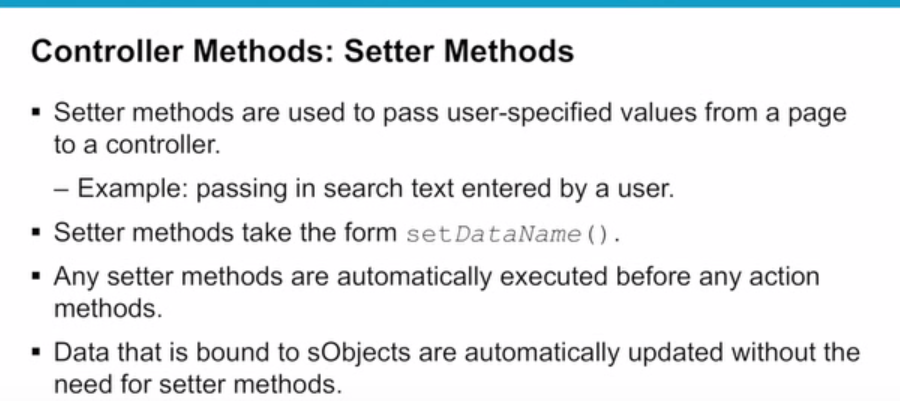 Controller Methods: Setter Methods
▪ Setter methods are used to pass user-specified values from a page
to a controller.
– Example: passing in search text entered by a user.
▪ Setter methods take the form setDataName().
▪ Any setter methods are automatically executed before any action
methods.
▪ Data that is bound to sObjects are automatically updated without the
need for setter methods.